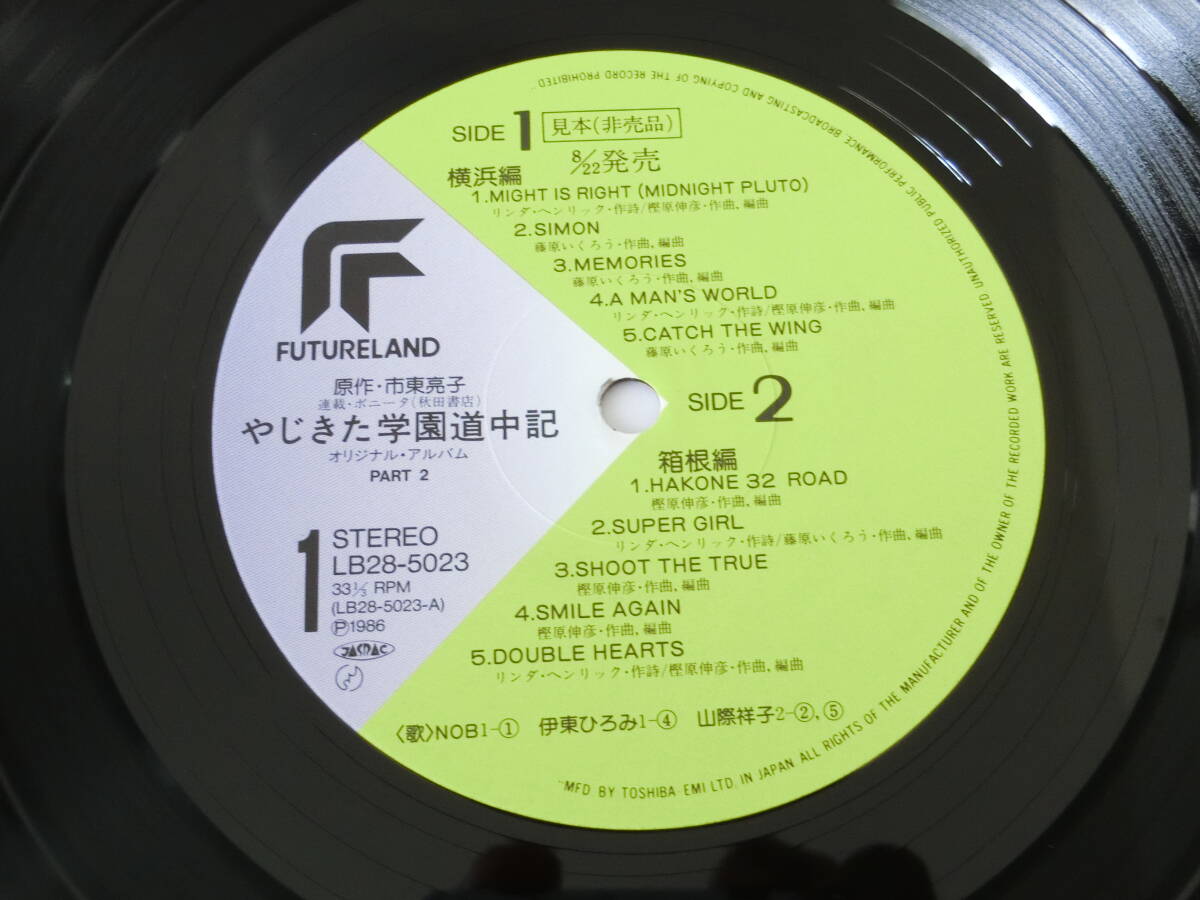 SIDE 1 見本(非売品)
8/22発売
横浜編
1.MIGHT IS RIGHT (MIDNIGHT PLUTO)
リンダ・ヘンリック・作詩/樫原伸彦・作曲,編曲
2.SIMON
藤原いくろう・作曲,編曲
3.MEMORIES
藤原いくろう・作曲,編曲
4.A MAN'S WORLD
リンダ・ヘンリック・作詩/樫原伸彦・作曲,編曲
5.CATCH THE WING
藤原いくろう・作曲,編曲
SIDE 2
箱根編
1.HAKONE 32 ROAD
樫原伸彦・作曲,編曲
2.SUPER GIRL
リンダ・ヘンリック・作詩/藤原いくろう・作曲,編曲
3.SHOOT THE TRUE
樫原伸彦・作曲,編曲
4.SMILE AGAIN
樫原伸彦・作曲,編曲
5.DOUBLE HEARTS
リンダ・ヘンリック・作詩/樫原伸彦・作曲,編曲
〈歌〉NOB1-① 伊東ひろみ1-④ 山際祥子2-②,⑤
FUTURELAND
原作・市東亮子
連載・ボニータ(秋田書店)
やじきた学園道中記
オリジナル・アルバム
PART 2
1
STEREO
LB28-5023
33 1/3 RPM
(LB28-5023-A)
Ⓟ1986
JASRAC
"MFD BY TOSHIBA EMI LTD. IN JAPAN. ALL RIGHTS OF THE MANUFACTURER AND OF THE OWNER OF THE RECORDED WORK ARE RESERVED UNAUTHORIZED PUBLIC PERFORMANCE BROADCASTING AND COPYING OF THE RECORD PROHIBITED"